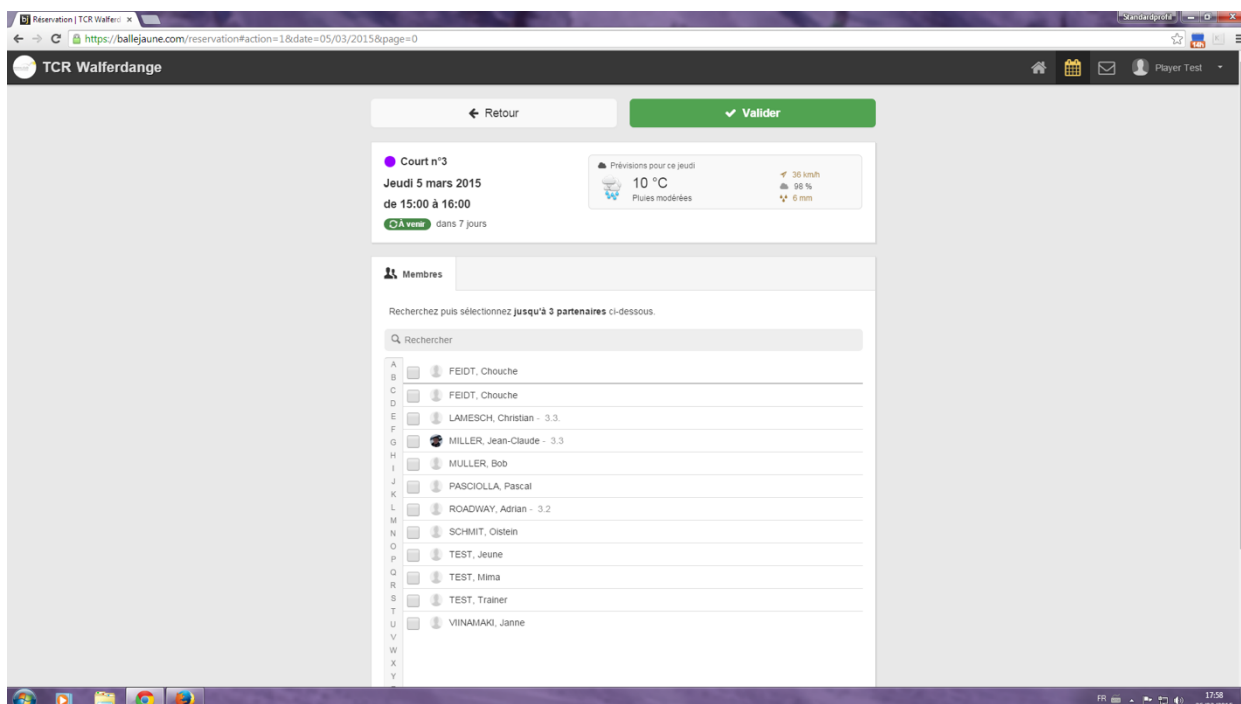 Réservation | TCR Walferd
Standardprofil
https://ballejaune.com/reservation#action=1&date=05/03/2015&page=0
TCR Walferdange
Player Test
Retour
Valider
Court n°3
Jeudi 5 mars 2015
de 15:00 à 16:00
À venir dans 7 jours
Prévisions pour ce jeudi
10 °C
Pluies modérées
36 km/h
98 %
6 mm
Membres
Recherchez puis sélectionnez jusqu'à 3 partenaires ci-dessous.
Rechercher
A
B
C
D
E
F
G
H
I
J
K
L
M
N
O
P
Q
R
S
T
U
V
W
X
Y
FEIDT, Chouche
FEIDT, Chouche
LAMESCH, Christian - 3.3.
MILLER, Jean-Claude - 3.3
MULLER, Bob
PASCIOLLA, Pascal
ROADWAY, Adrian - 3.2
SCHMIT, Oistein
TEST, Jeune
TEST, Mima
TEST, Trainer
VIINAMAKI, Janne
FR
17:58